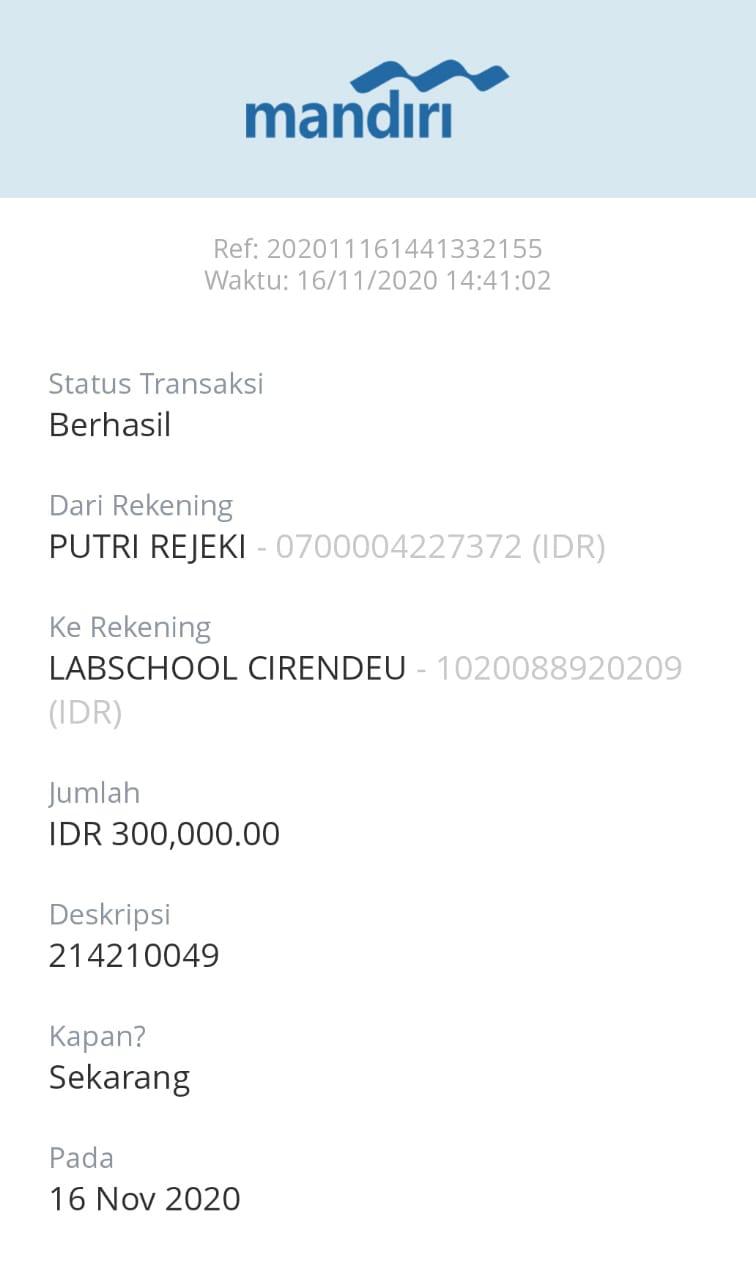 mandiri
Ref: 202011161441332155
Waktu: 16/11/2020 14:41:02
Status Transaksi
Berhasil
Dari Rekening
PUTRI REJEKI - 0700004227372 (IDR)
Ke Rekening
LABSCHOOL CIRENDEU - 1020088920209
(IDR)
Jumlah
IDR 300,000.00
Deskripsi
214210049
Kapan?
Sekarang
Pada
16 Nov 2020